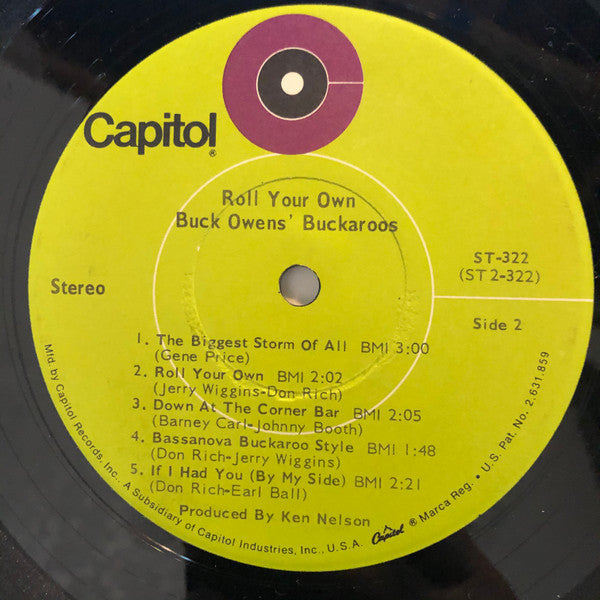 Capitol®
Roll Your Own
Buck Owens' Buckaroos
ST-322
(ST2-322)
Stereo
Side 2
1. The Biggest Storm Of All BMI 3:00
(Gene Price)
2. Roll Your Own BMI 2:02
(Jerry Wiggins-Don Rich)
3. Down At The Corner Bar BMI 2:05
(Barney Carl-Johnny Booth)
4. Bassanova Buckaroo Style BMI 1:48
(Don Rich-Jerry Wiggins)
5. If I Had You (By My Side) BMI 2:21
(Don Rich-Earl Ball)
Produced By Ken Nelson
Mfd. by Capitol Records, Inc., A Subsidiary of Capitol Industries, Inc., U.S.A. Capitol ® Marca Reg. • U.S. Pat. No. 2,631,859